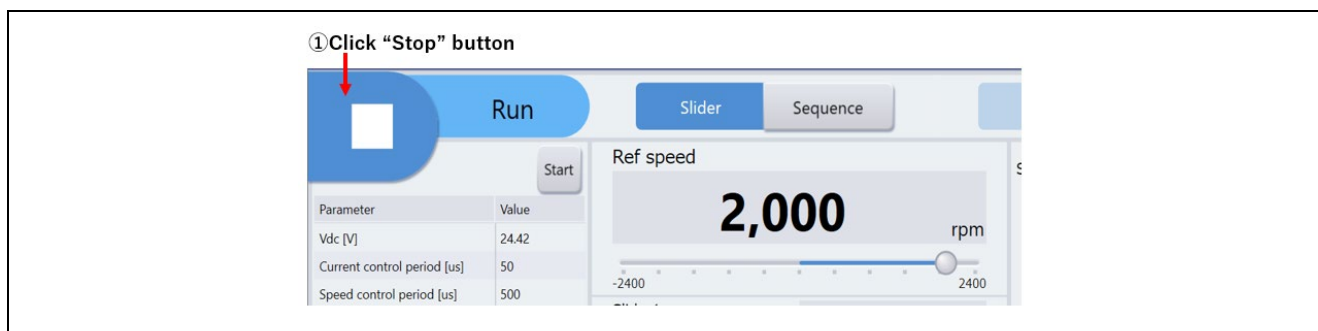 ①Click “Stop” button
Run
Slider
Sequence
Start
Ref speed
2,000
rpm
-2400
2400
Parameter Value
Vdc [V] 24.42
Current control period [us] 50
Speed control period [us] 500